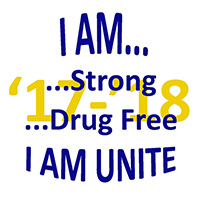 I AM...
...Strong
‘17-‘18
...Drug Free
I AM UNITE